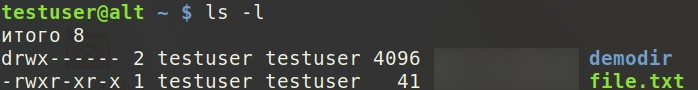 testuser@alt ~ $ ls -l
итого 8
drwx------ 2 testuser testuser 4096 demodir
-rwxr-xr-x 1 testuser testuser 41 file.txt